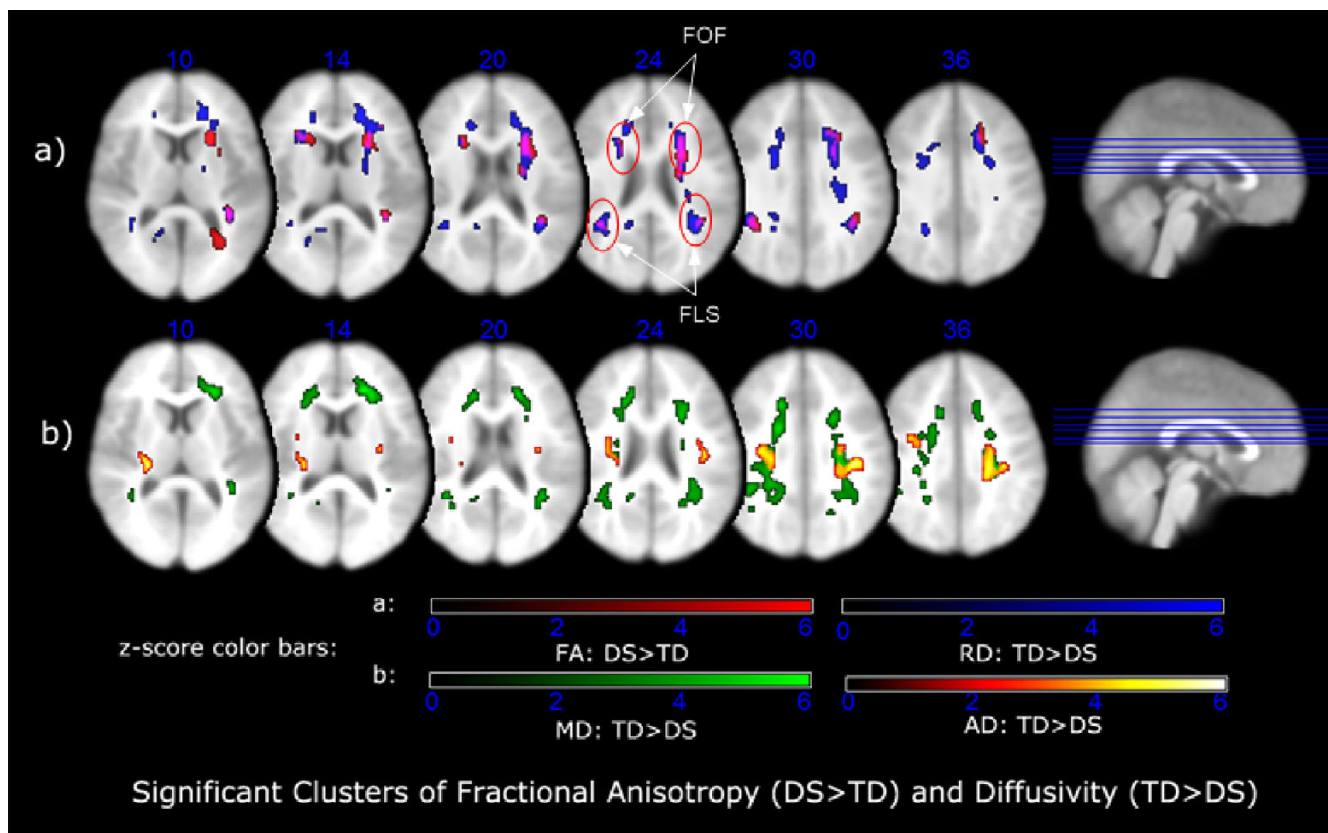 FOF
10 14 20 24 30 36
a)
FLS
10 14 20 24 30 36
b)
a:
0 2 4 6 0 2 4 6
z-score color bars:
FA: DS>TD RD: TD>DS
b:
0 2 4 6 0 2 4 6
MD: TD>DS AD: TD>DS
Significant Clusters of Fractional Anisotropy (DS>TD) and Diffusivity (TD>DS)